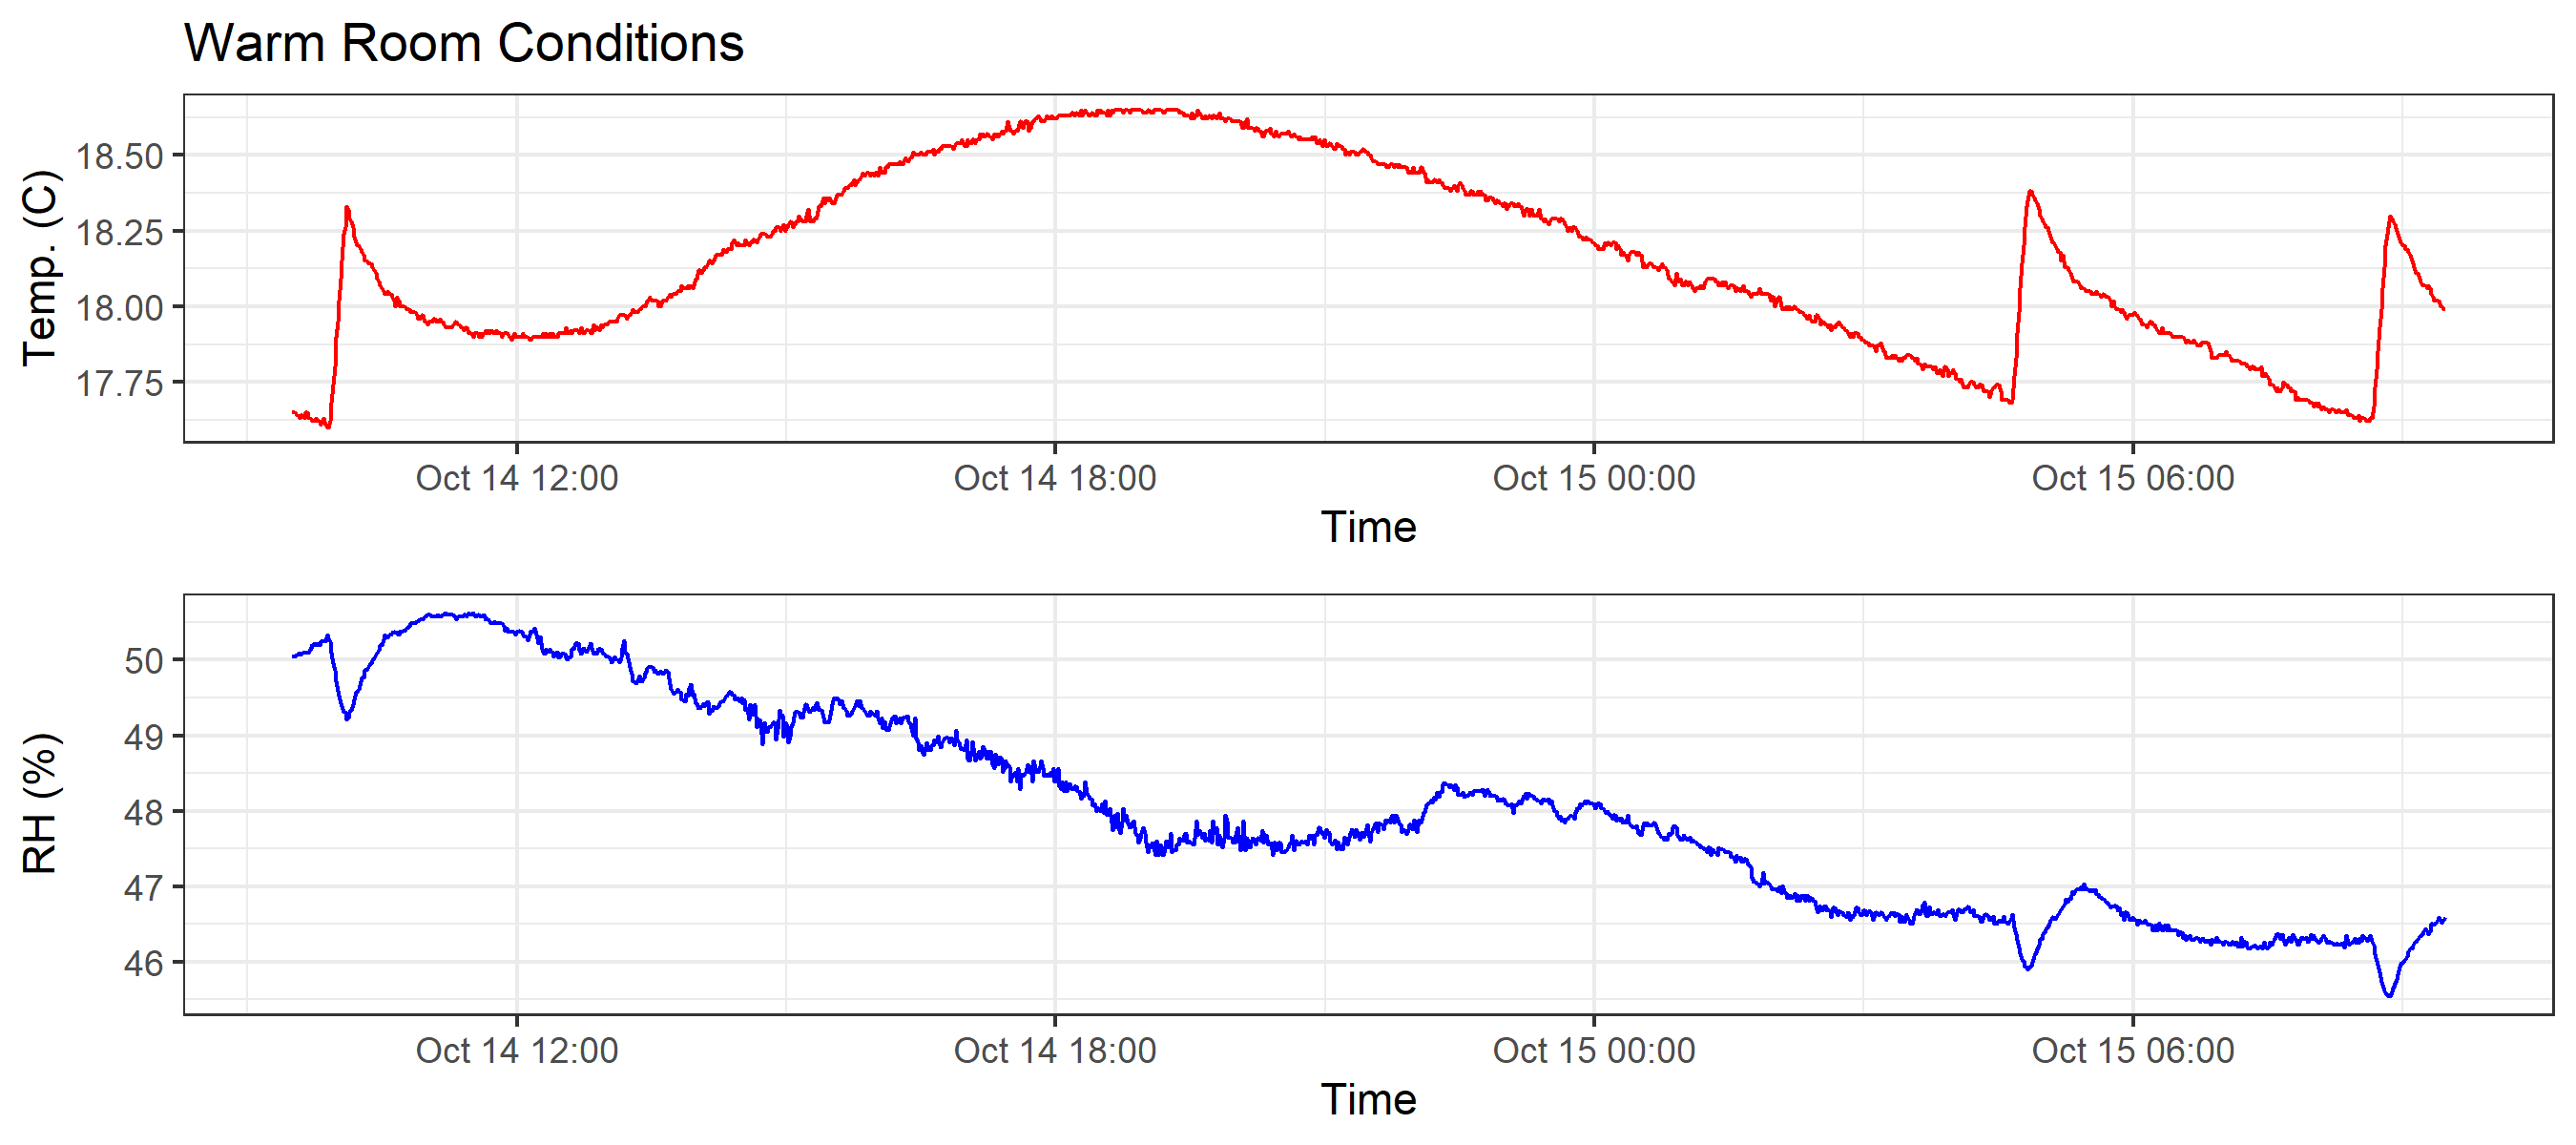 Warm Room Conditions
Temp. (C)
18.50
18.25
18.00
17.75
Oct 14 12:00 Oct 14 18:00 Oct 15 00:00 Oct 15 06:00
Time
RH (%)
50
49
48
47
46
Oct 14 12:00 Oct 14 18:00 Oct 15 00:00 Oct 15 06:00
Time